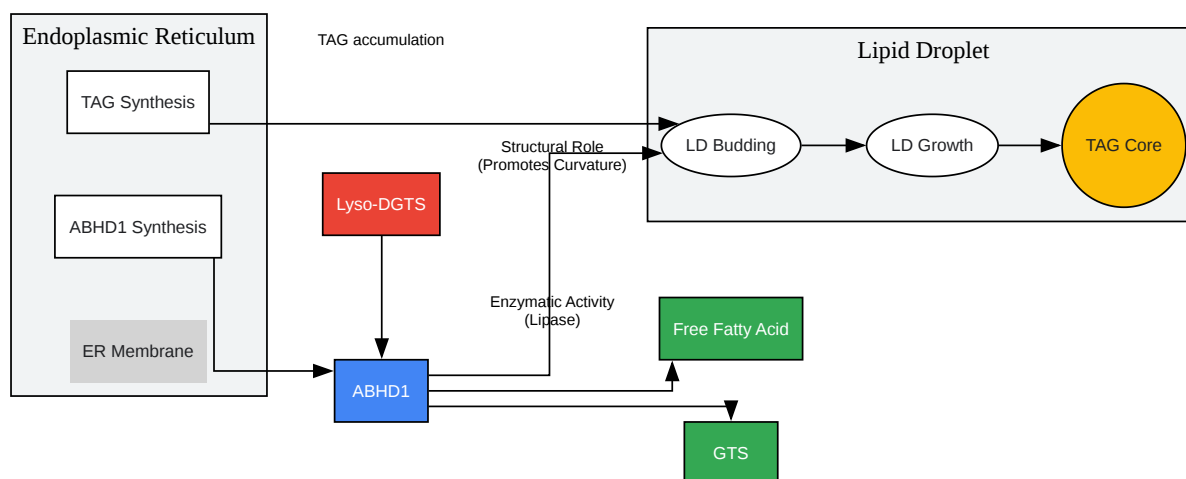 Endoplasmic Reticulum
TAG accumulation
Lipid Droplet
TAG Synthesis
Structural Role
(Promotes Curvature)
LD Budding
LD Growth
TAG Core
Lyso-DGTS
ABHD1 Synthesis
Enzymatic Activity
(Lipase)
Free Fatty Acid
ER Membrane
ABHD1
GTS